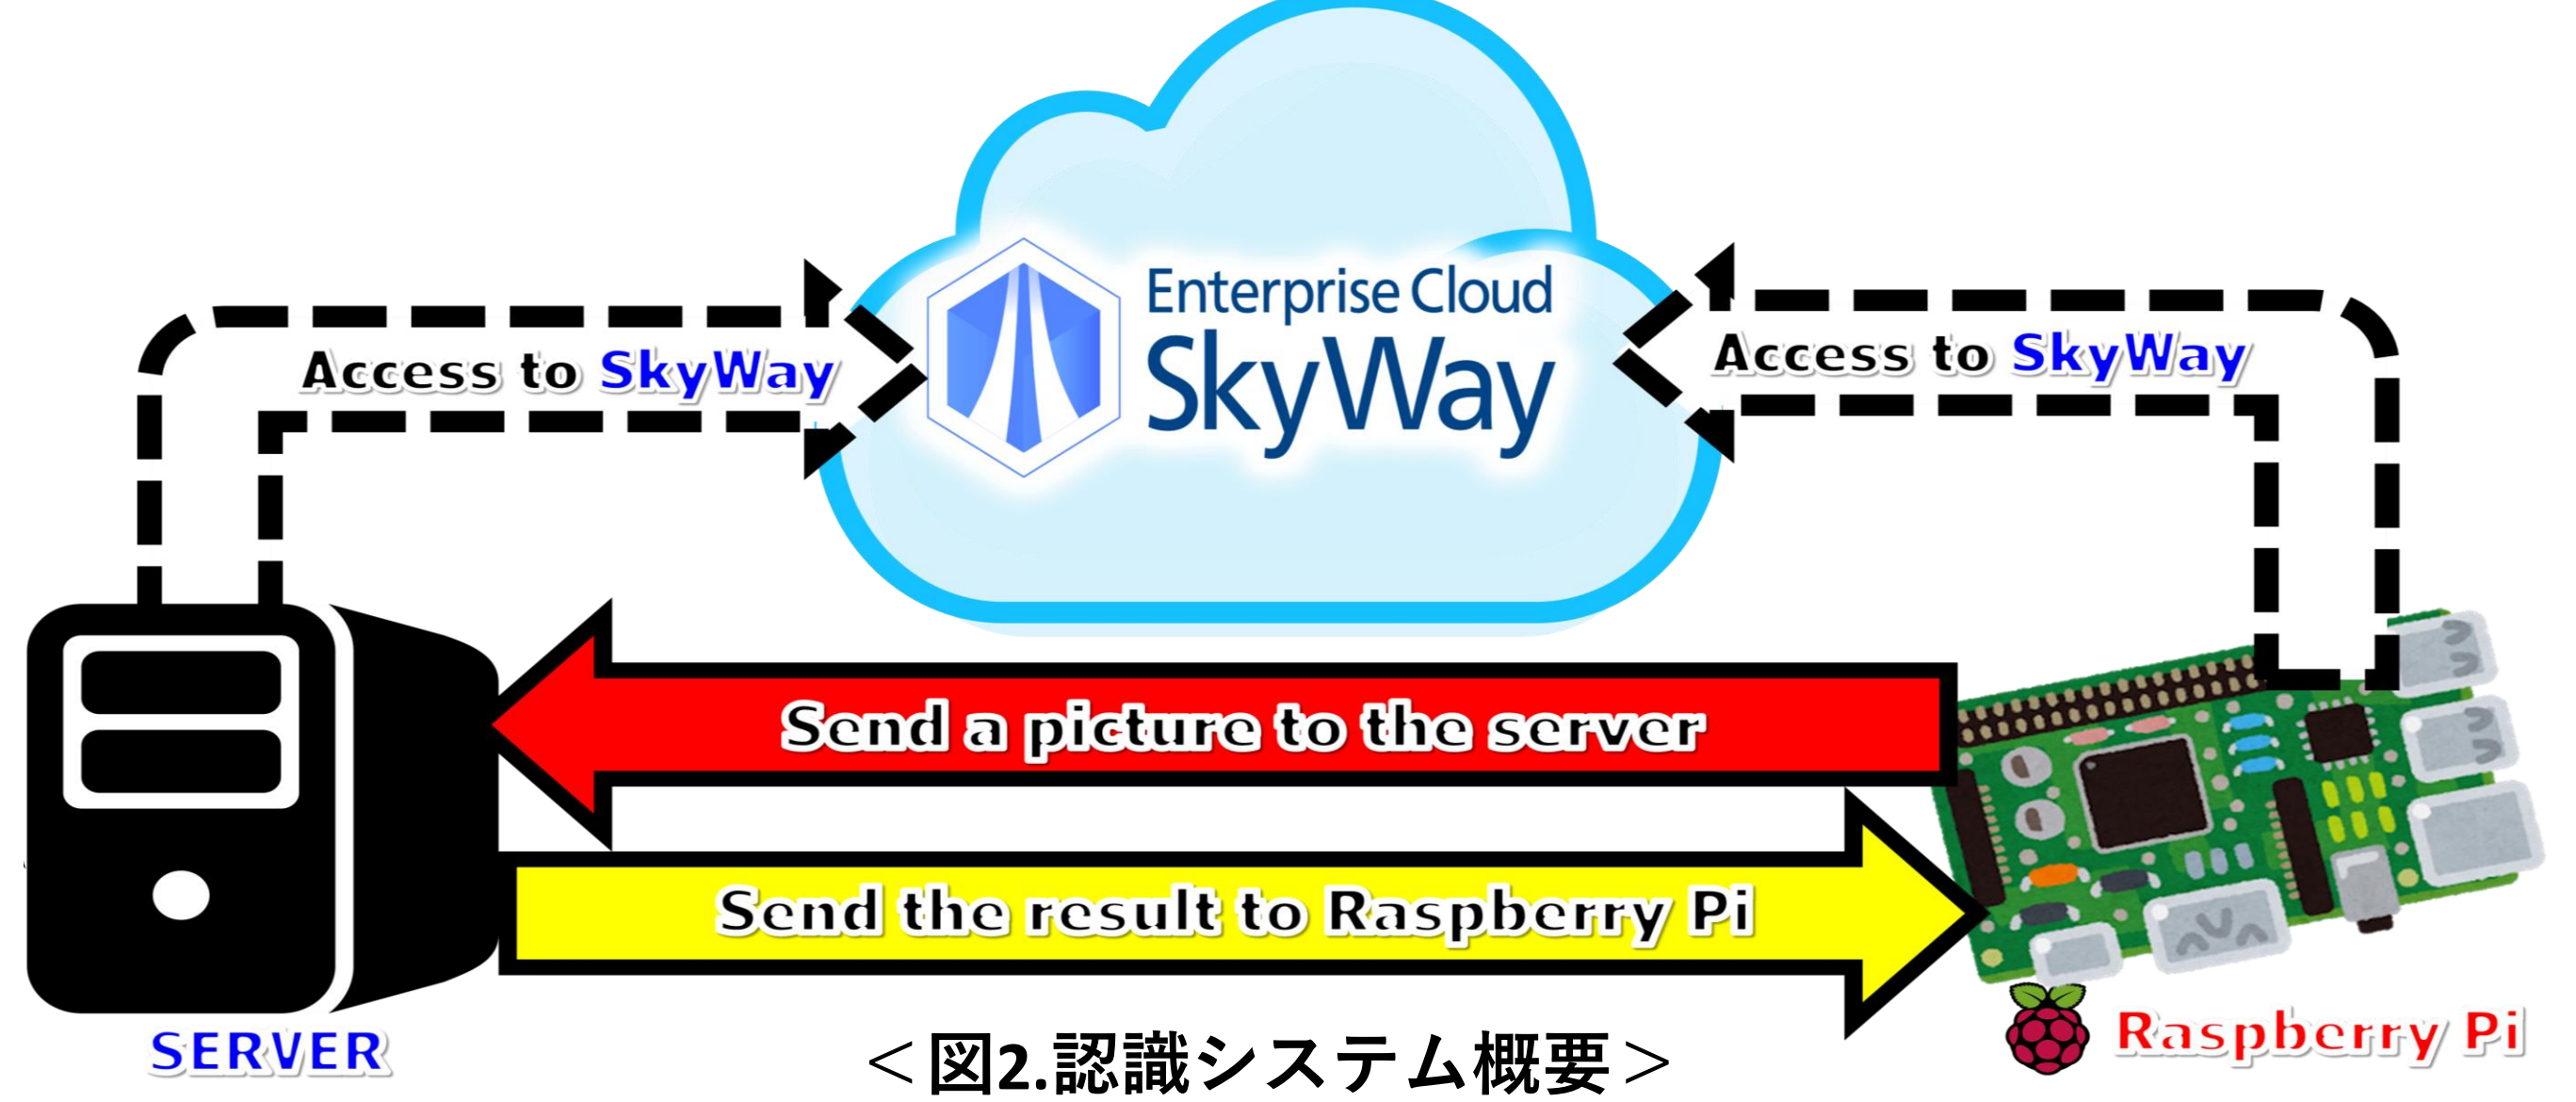 Enterprise Cloud
SkyWay
Access to SkyWay
Access to SkyWay
Send a picture to the server
Send the result to Raspberry Pi
SERVER
Raspberry Pi
＜図2.認識システム概要＞